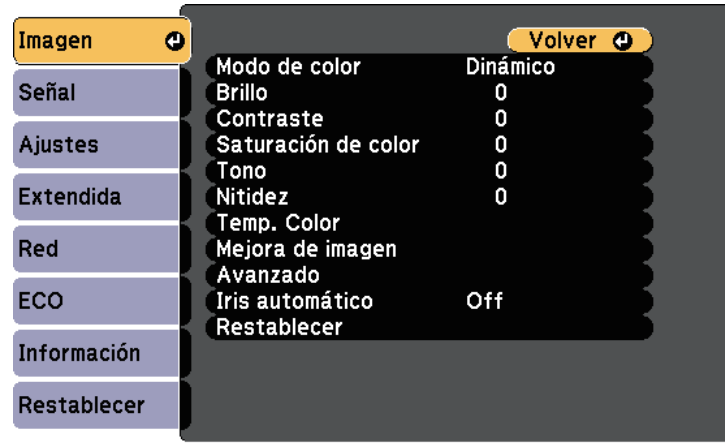 Imagen
Señal
Ajustes
Extendida
Red
ECO
Información
Restablecer
Volver
Modo de color Dinámico
Brillo 0
Contraste 0
Saturación de color 0
Tono 0
Nitidez 0
Temp. Color
Mejora de imagen
Avanzado
Iris automático Off
Restablecer